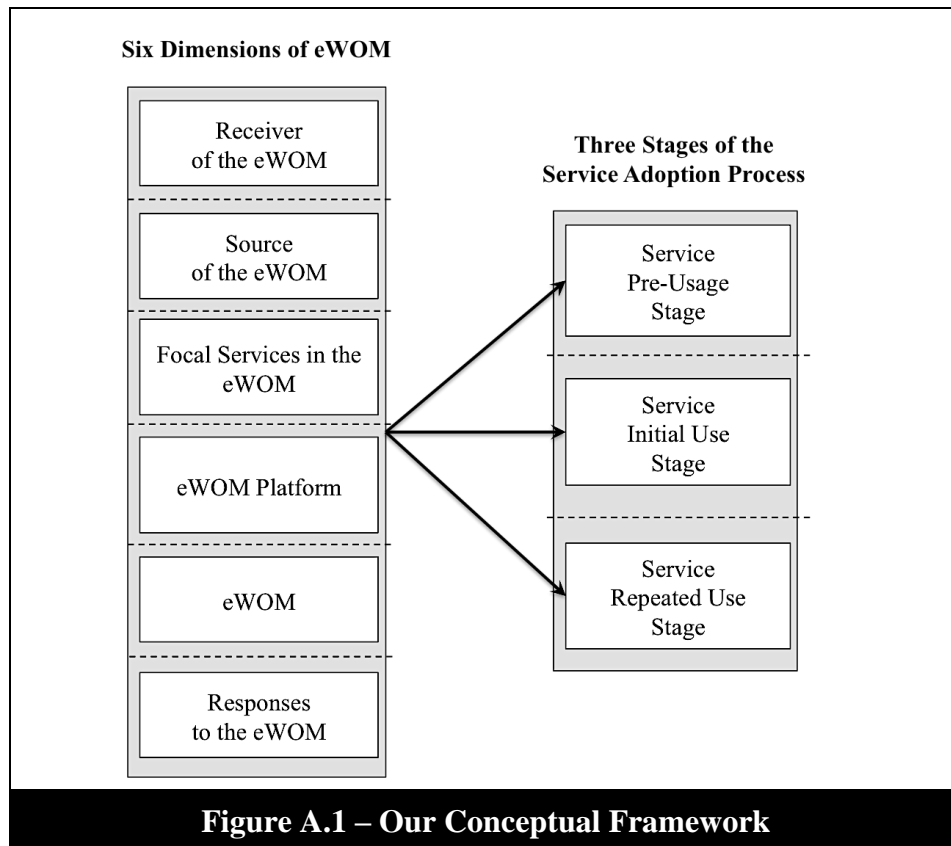 Six Dimensions of eWOM
Receiver
of the eWOM
Source
of the eWOM
Focal Services in the
eWOM
eWOM Platform
eWOM
Responses
to the eWOM
Three Stages of the
Service Adoption Process
Service
Pre-Usage
Stage
Service
Initial Use
Stage
Service
Repeated Use
Stage
Figure A.1 – Our Conceptual Framework